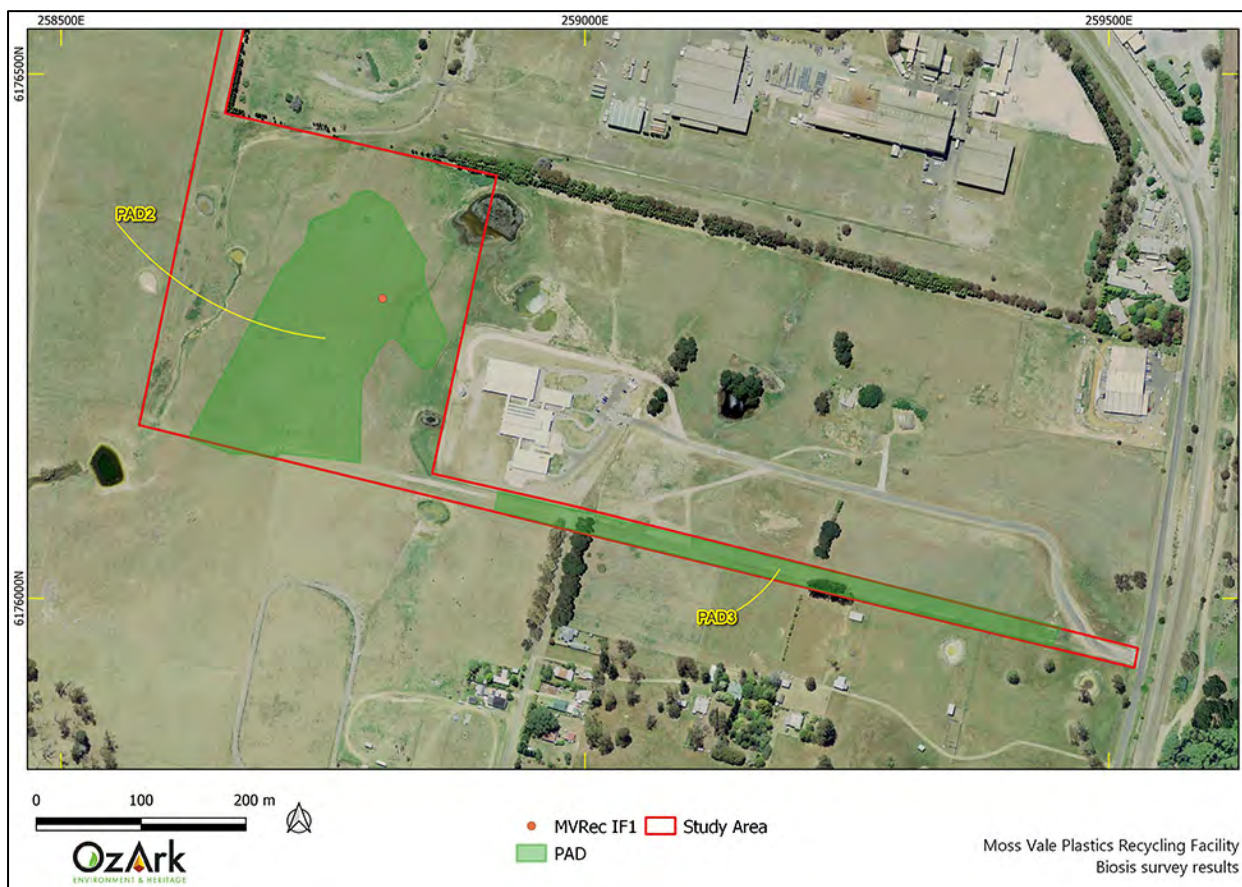 258500E
259000E
259500E
6176500N
PAD2
6176000N
PAD3
0 100 200 m
MVRec IF1 Study Area
PAD
OzArk
ENVIRONMENT & HERITAGE
Moss Vale Plastics Recycling Facility
Biosis survey results